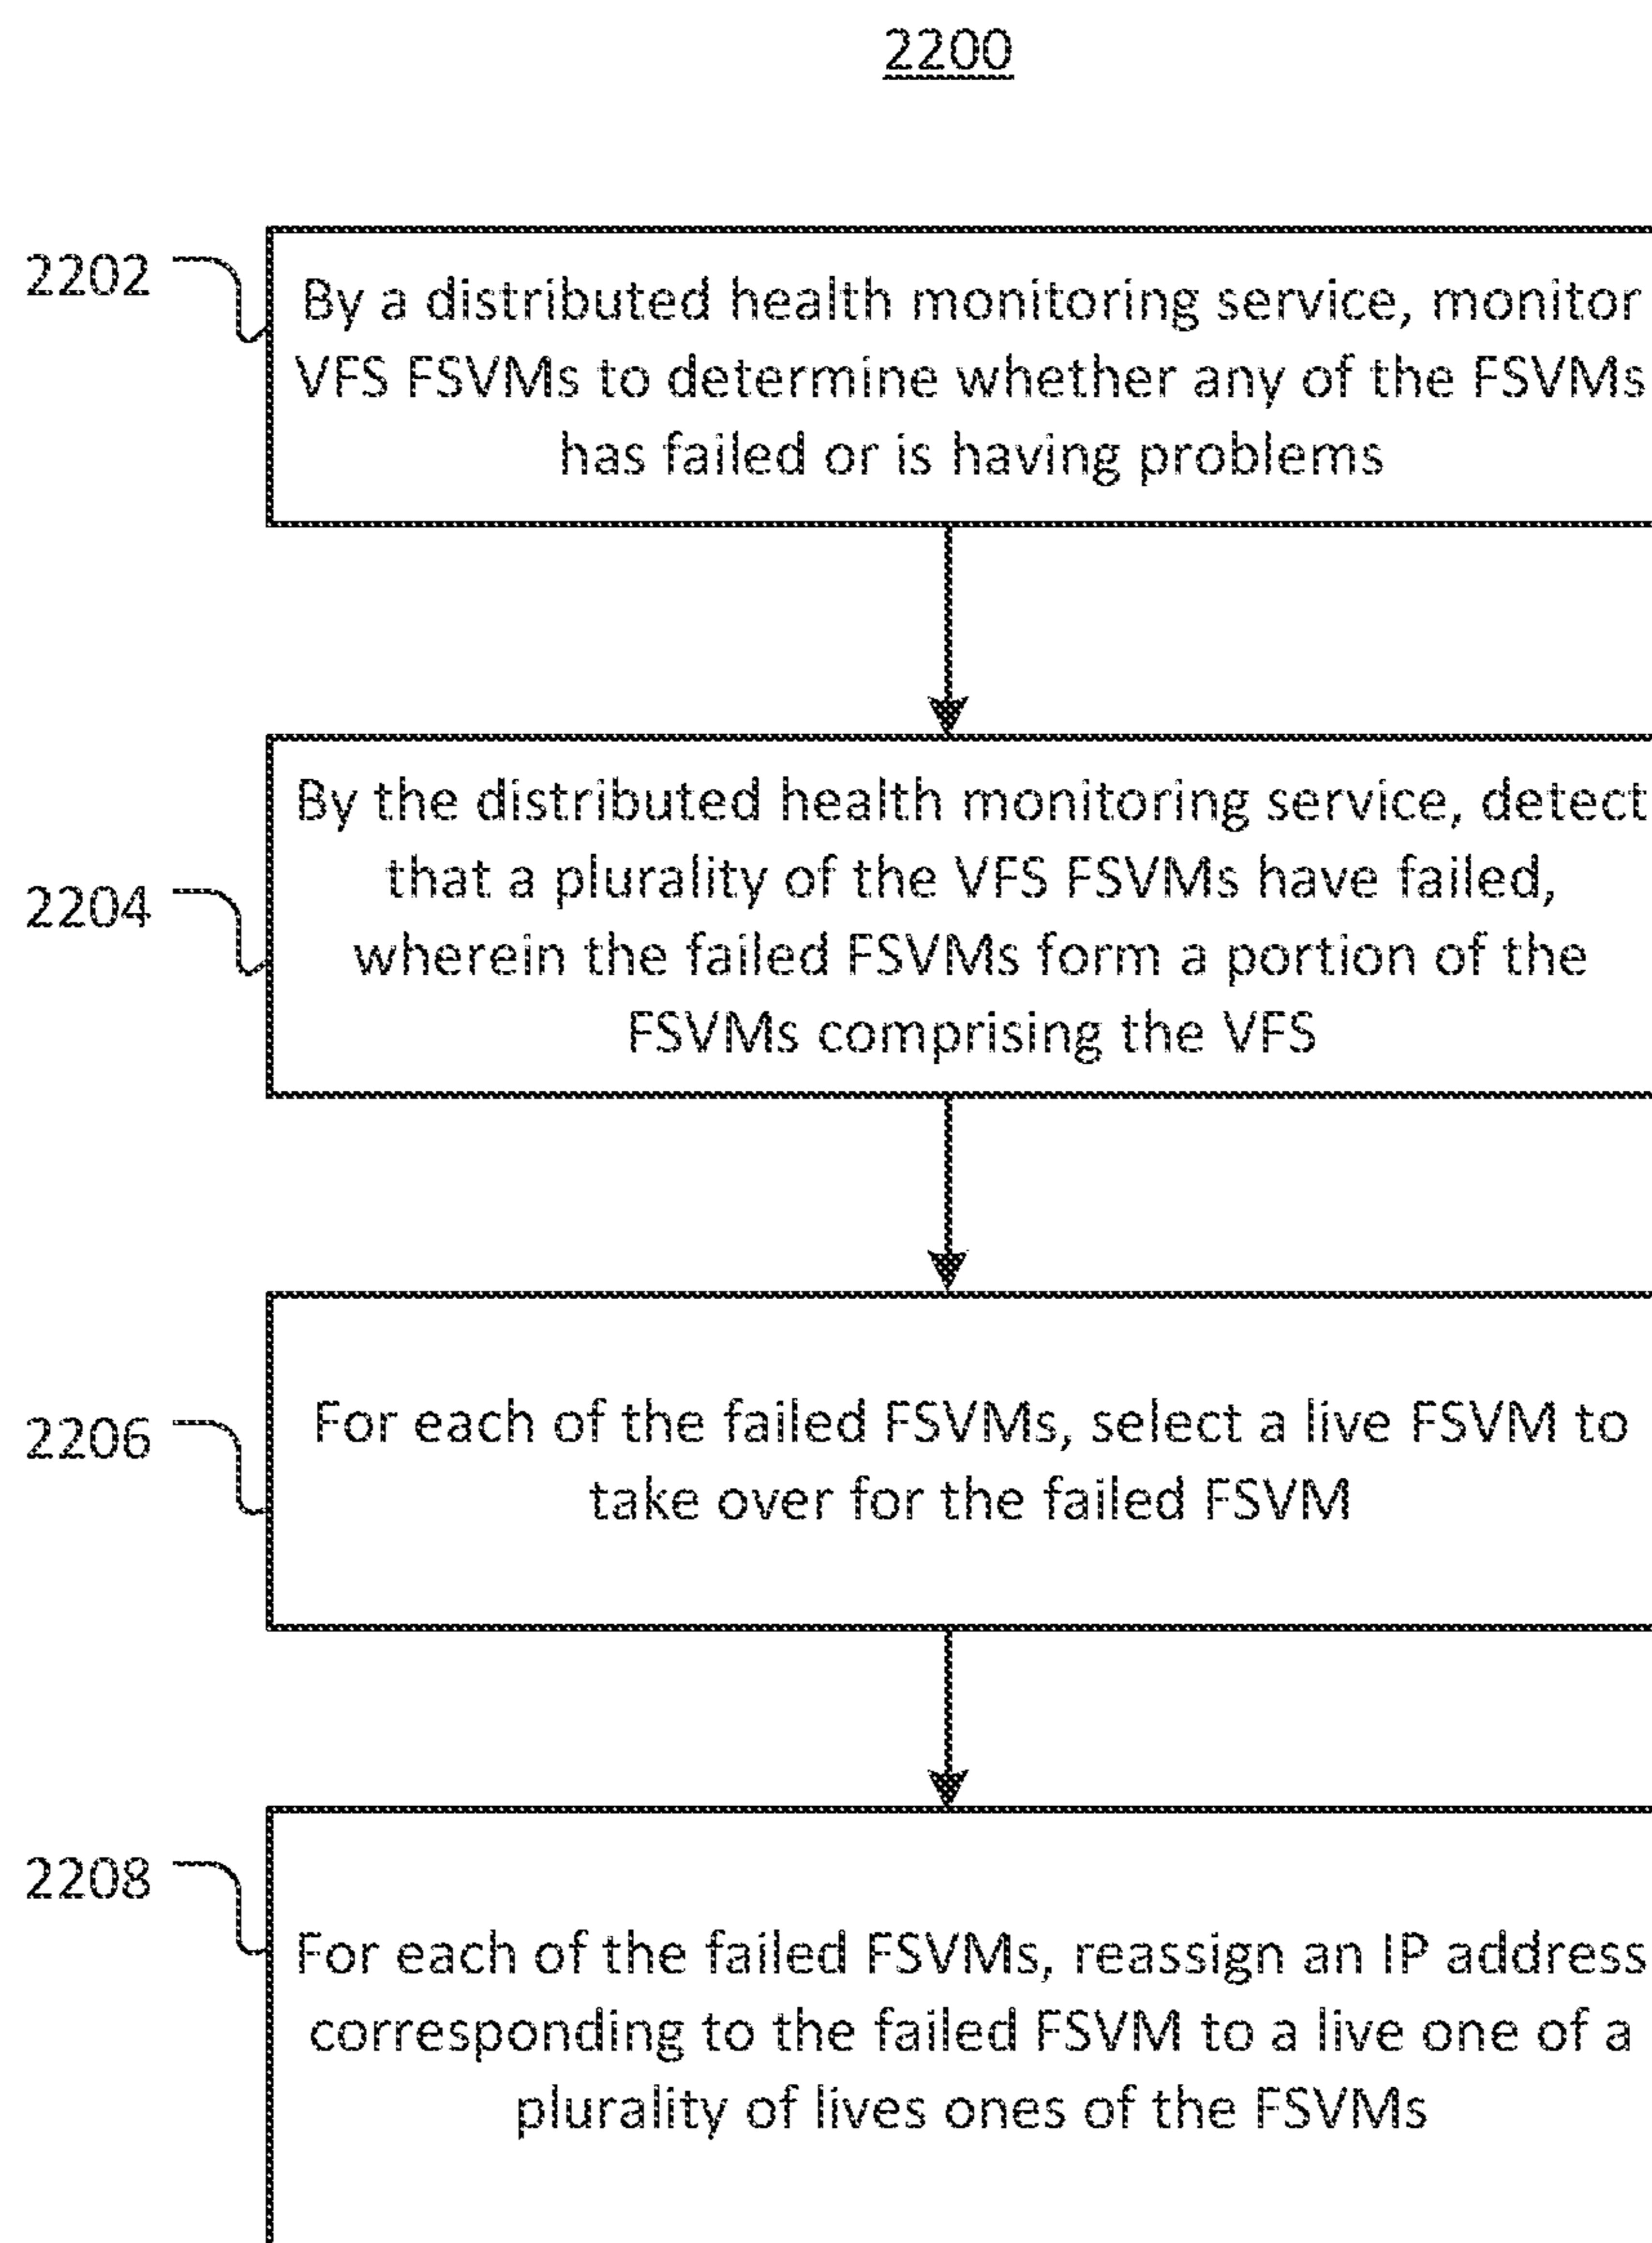 2200
2202
By a distributed health monitoring service, monitor
VFS FSVMs to determine whether any of the FSVMs
has failed or is having problems
2204
By the distributed health monitoring service, detect
that a plurality of the VFS FSVMs have failed,
wherein the failed FSVMs form a portion of the
FSVMs comprising the VFS
2206
For each of the failed FSVMs, select a live FSVM to
take over for the failed FSVM
2208
For each of the failed FSVMs, reassign an IP address
corresponding to the failed FSVM to a live one of a
plurality of lives ones of the FSVMs